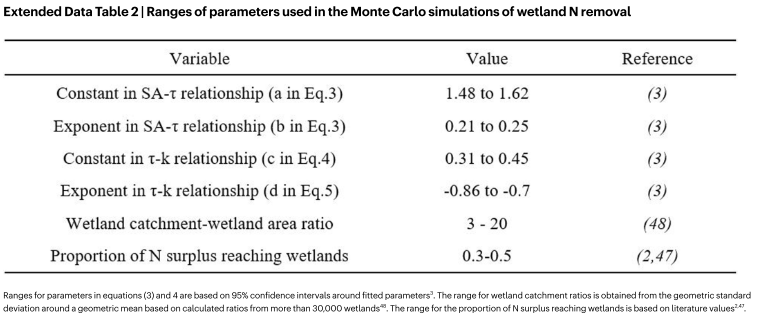 Extended Data Table 2 | Ranges of parameters used in the Monte Carlo simulations of wetland N removal
Variable Value Reference
Constant in SA-τ relationship (a in Eq.3) 1.48 to 1.62 (3)
Exponent in SA-τ relationship (b in Eq.3) 0.21 to 0.25 (3)
Constant in τ-k relationship (c in Eq.4) 0.31 to 0.45 (3)
Exponent in τ-k relationship (d in Eq.5) -0.86 to -0.7 (3)
Wetland catchment-wetland area ratio 3 - 20 (48)
Proportion of N surplus reaching wetlands 0.3-0.5 (2,47)
Ranges for parameters in equations (3) and 4 are based on 95% confidence intervals around fitted parameters³. The range for wetland catchment ratios is obtained from the geometric standard
deviation around a geometric mean based on calculated ratios from more than 30,000 wetlands⁴⁸. The range for the proportion of N surplus reaching wetlands is based on literature values²,⁴⁷.